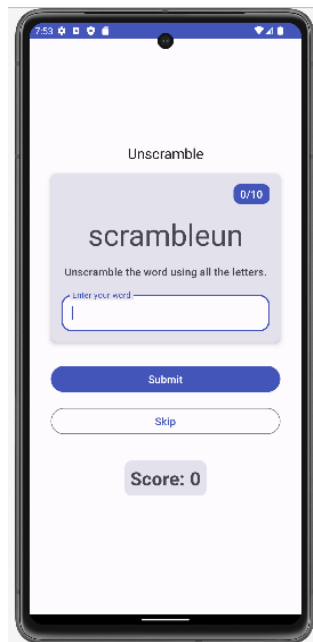 7:53
Unscramble
0/10
scrambleun
Unscramble the word using all the letters.
Enter your word
Submit
Skip
Score: 0